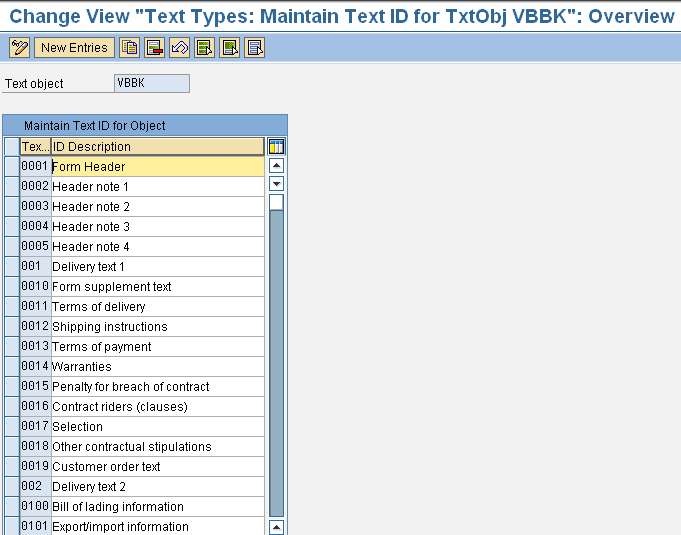 Change View "Text Types: Maintain Text ID for TxtObj VBBK": Overview
New Entries
Text object VBBK
Maintain Text ID for Object
Tex... ID Description
0001 Form Header
0002 Header note 1
0003 Header note 2
0004 Header note 3
0005 Header note 4
001 Delivery text 1
0010 Form supplement text
0011 Terms of delivery
0012 Shipping instructions
0013 Terms of payment
0014 Warranties
0015 Penalty for breach of contract
0016 Contract riders (clauses)
0017 Selection
0018 Other contractual stipulations
0019 Customer order text
002 Delivery text 2
0100 Bill of lading information
0101 Export/import information